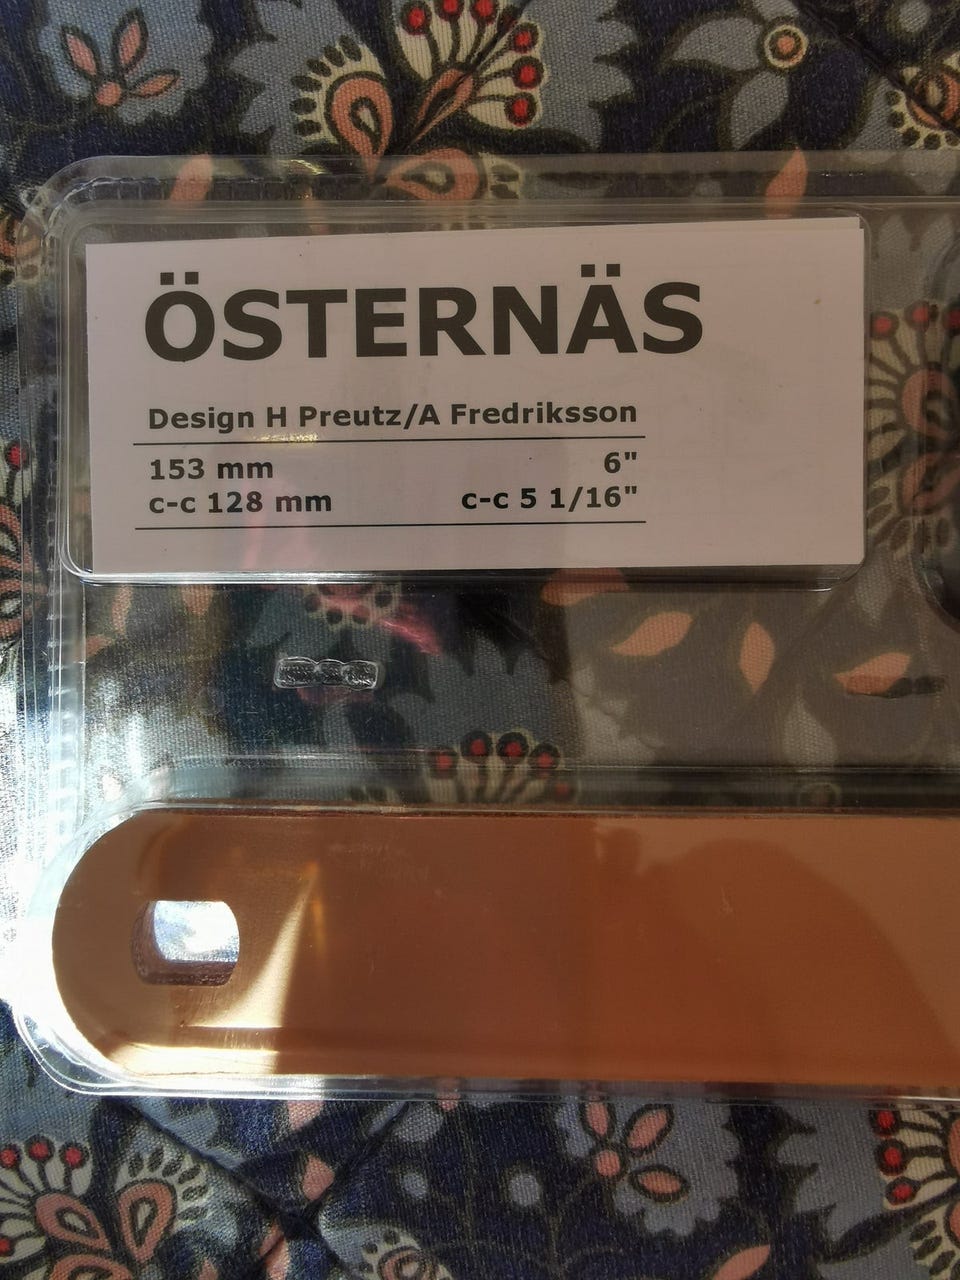 ÖSTERNÄS
Design H Preutz/A Fredriksson
153 mm 6"
c-c 128 mm c-c 5 1/16"